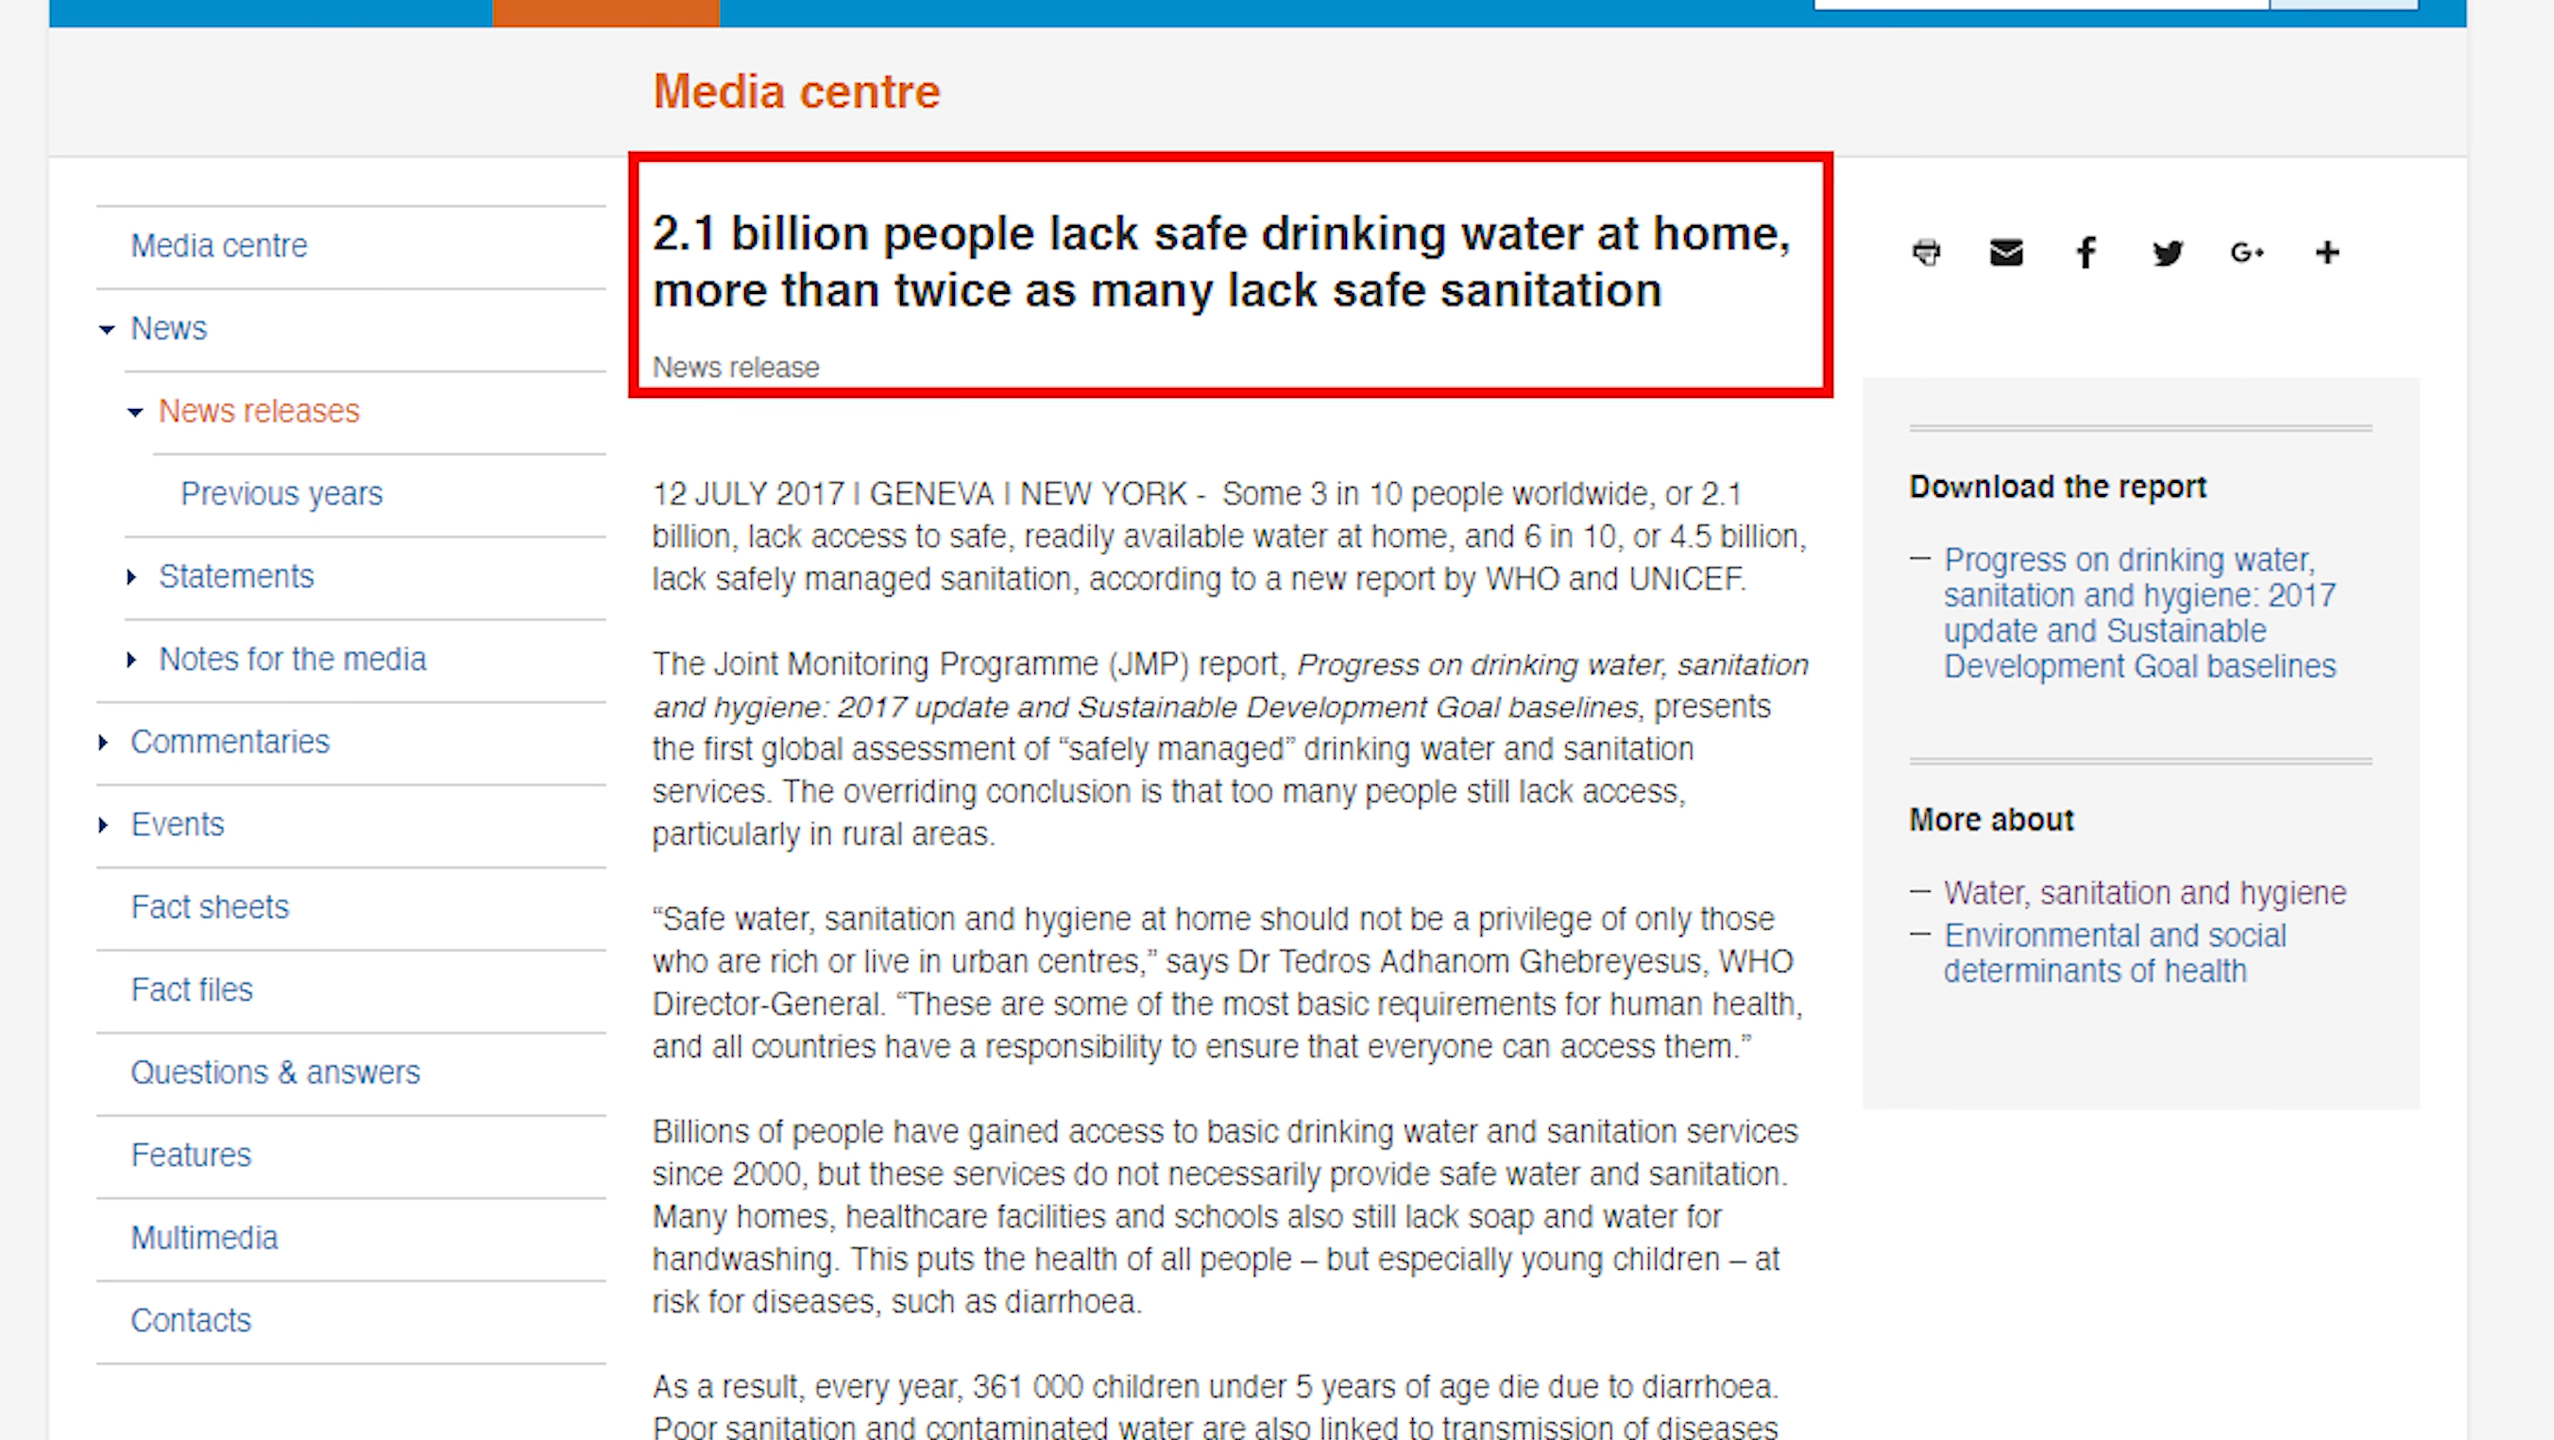 Media centre
Media centre
News
News releases
Previous years
Statements
Notes for the media
Commentaries
Events
Fact sheets
Fact files
Questions & answers
Features
Multimedia
Contacts
2.1 billion people lack safe drinking water at home,
more than twice as many lack safe sanitation
News release
12 JULY 2017 | GENEVA | NEW YORK - Some 3 in 10 people worldwide, or 2.1
billion, lack access to safe, readily available water at home, and 6 in 10, or 4.5 billion,
lack safely managed sanitation, according to a new report by WHO and UNICEF.
The Joint Monitoring Programme (JMP) report, Progress on drinking water, sanitation
and hygiene: 2017 update and Sustainable Development Goal baselines, presents
the first global assessment of “safely managed” drinking water and sanitation
services. The overriding conclusion is that too many people still lack access,
particularly in rural areas.
“Safe water, sanitation and hygiene at home should not be a privilege of only those
who are rich or live in urban centres,” says Dr Tedros Adhanom Ghebreyesus, WHO
Director-General. “These are some of the most basic requirements for human health,
and all countries have a responsibility to ensure that everyone can access them.”
Billions of people have gained access to basic drinking water and sanitation services
since 2000, but these services do not necessarily provide safe water and sanitation.
Many homes, healthcare facilities and schools also still lack soap and water for
handwashing. This puts the health of all people – but especially young children – at
risk for diseases, such as diarrhoea.
As a result, every year, 361 000 children under 5 years of age die due to diarrhoea.
Poor sanitation and contaminated water are also linked to transmission of diseases
G+
Download the report
– Progress on drinking water,
sanitation and hygiene: 2017
update and Sustainable
Development Goal baselines
More about
– Water, sanitation and hygiene
– Environmental and social
determinants of health